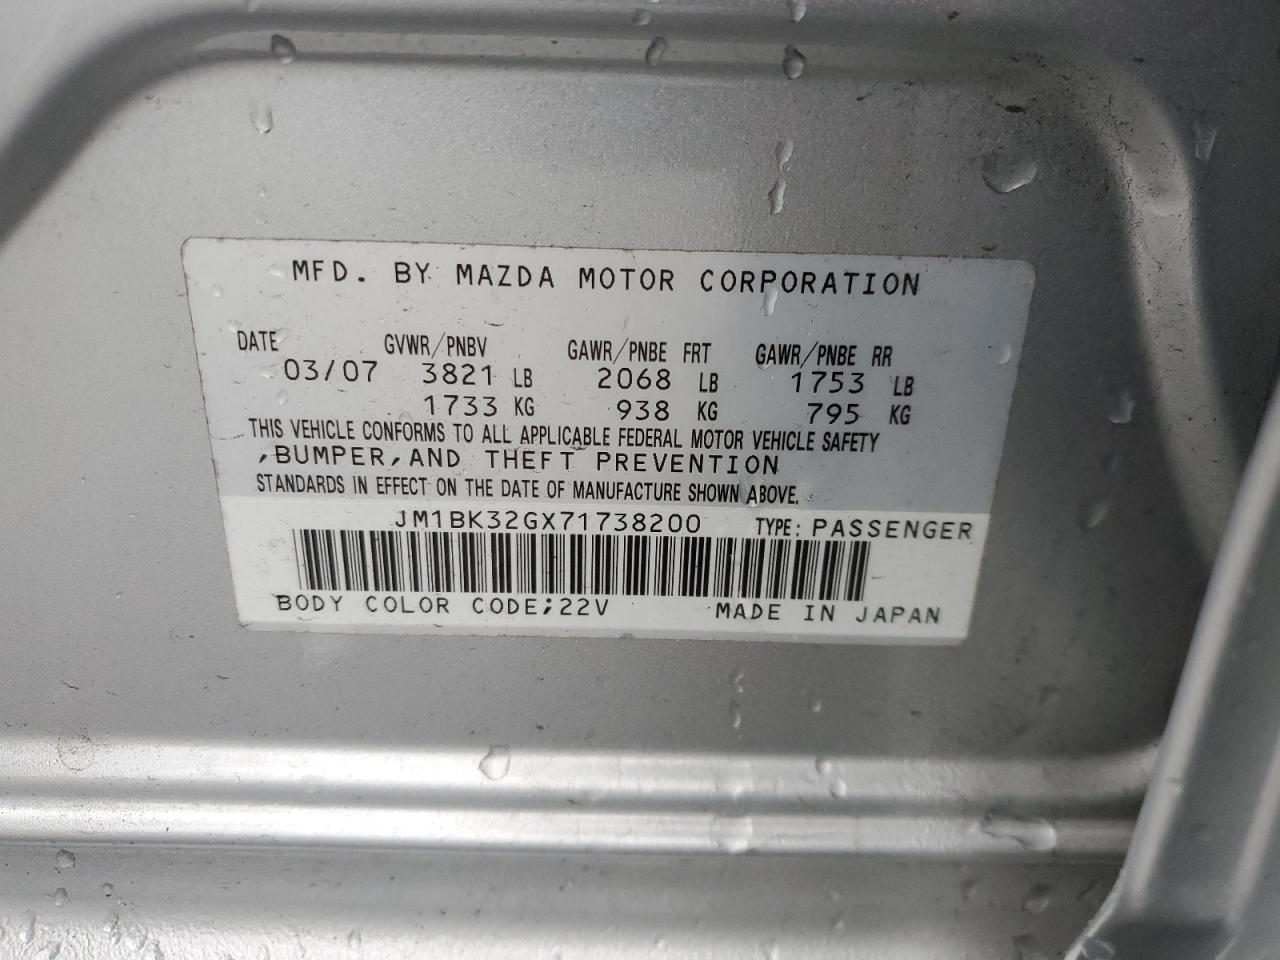 MFD. BY MAZDA MOTOR CORPORATION
DATE GVWR/PNBV GAWR/PNBE FRT GAWR/PNBE RR
03/07 3821 LB 2068 LB 1753 LB
1733 KG 938 KG 795 KG
THIS VEHICLE CONFORMS TO ALL APPLICABLE FEDERAL MOTOR VEHICLE SAFETY
,BUMPER,AND THEFT PREVENTION
STANDARDS IN EFFECT ON THE DATE OF MANUFACTURE SHOWN ABOVE.
JM1BK32GX71738200 TYPE: PASSENGER
BODY COLOR CODE;22V MADE IN JAPAN